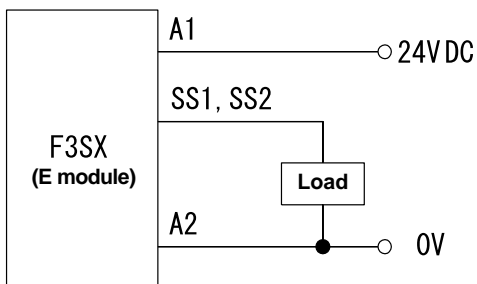 A1
24V DC
SS1, SS2
F3SX
(E module)
Load
A2
0V